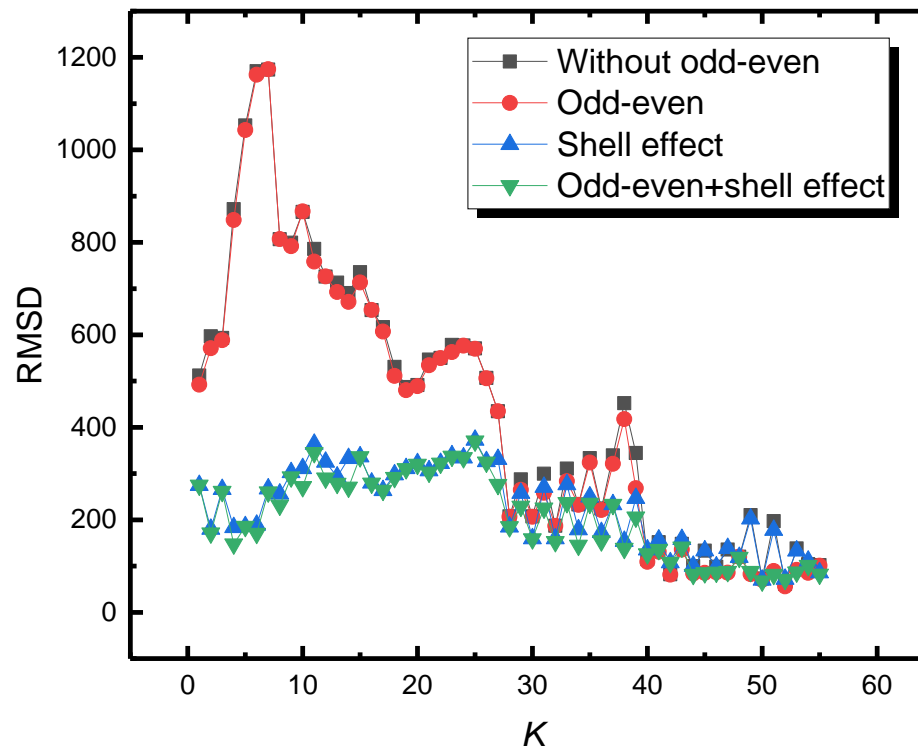 Without odd-even
Odd-even
Shell effect
Odd-even+shell effect
1200
1000
800
600
400
200
0
RMSD
0 10 20 30 40 50 60
K